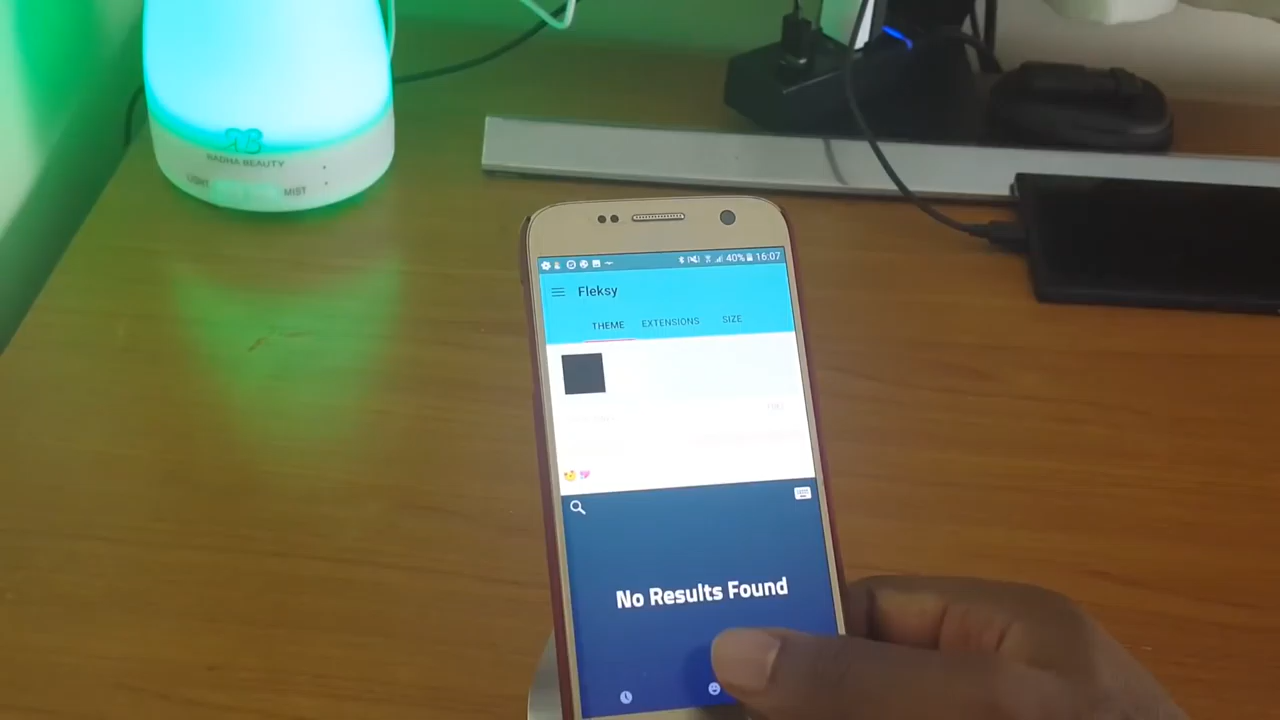 RADHA BEAUTY
LIGHT
MIST
40% 16:07
Fleksy
THEME
EXTENSIONS
SIZE
No Results Found